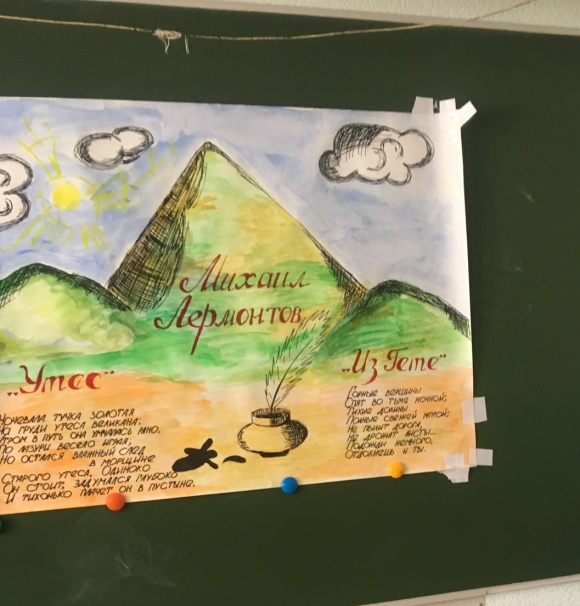 Михаил
Лермонтов
„Утес“
Ночевала тучка золотая
На груди утеса великана;
Утром в путь она умчалась рано,
По лазури весело играя;
Но остался влажный след
в морщине
Старого утеса. Одиноко
Он стоит, задумался глубоко
И тихонько плачет он в пустыне.
„Из Гете“
Горные вершины
Спят во тьме ночной;
Тихие долины
Полные свежей мглой;
Не пылит дорога,
Не дрожат листы...
Подожди немного,
Отдохнешь и ты.